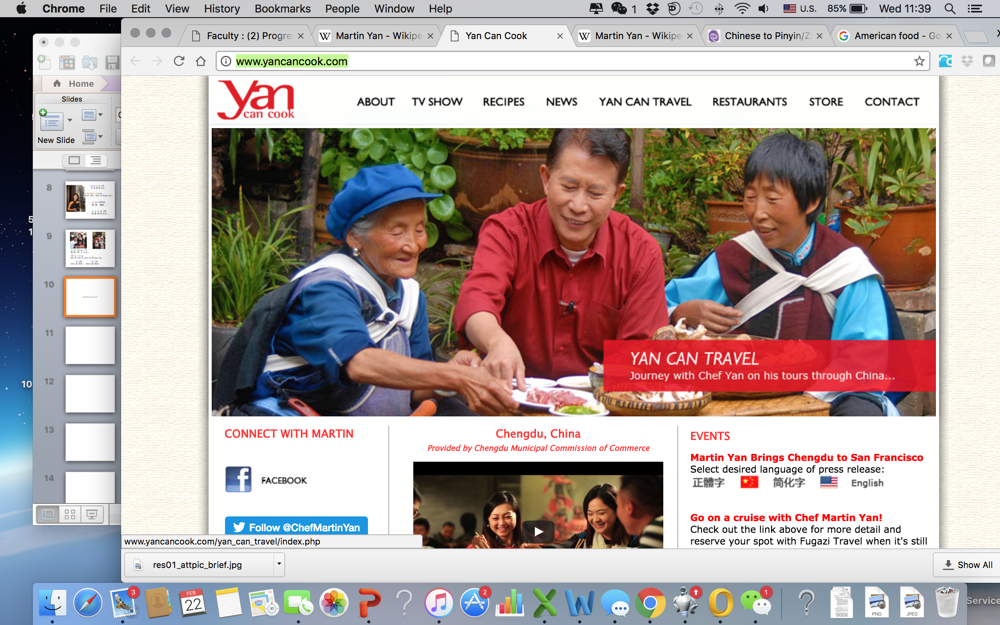 Chrome File Edit View History Bookmarks People Window Help 1 U.S. 85% Wed 11:39
Faculty : (2) Progres
Martin Yan - Wikipe
Yan Can Cook
Martin Yan - Wikipe
Chinese to Pinyin/Z
American food - Go
www.yancancook.com
Home
Slides
New Slide
8
9
10
11
12
13
14
5
1
10
yan
can cook
ABOUT TV SHOW RECIPES NEWS YAN CAN TRAVEL RESTAURANTS STORE CONTACT
YAN CAN TRAVEL
Journey with Chef Yan on his tours through China...
CONNECT WITH MARTIN
FACEBOOK
Follow @ChefMartinYan
Chengdu, China
Provided by Chengdu Municipal Commission of Commerce
EVENTS
Martin Yan Brings Chengdu to San Francisco
Select desired language of press release:
正體字 简化字 English
Go on a cruise with Chef Martin Yan!
Check out the link above for more detail and
reserve your spot with Fugazi Travel when it's still
www.yancancook.com/yan_can_travel/index.php
res01_attpic_brief.jpg
Show All
3
FEB
22
280
3D
2
1
DOCX
PNG
JPEG
Service